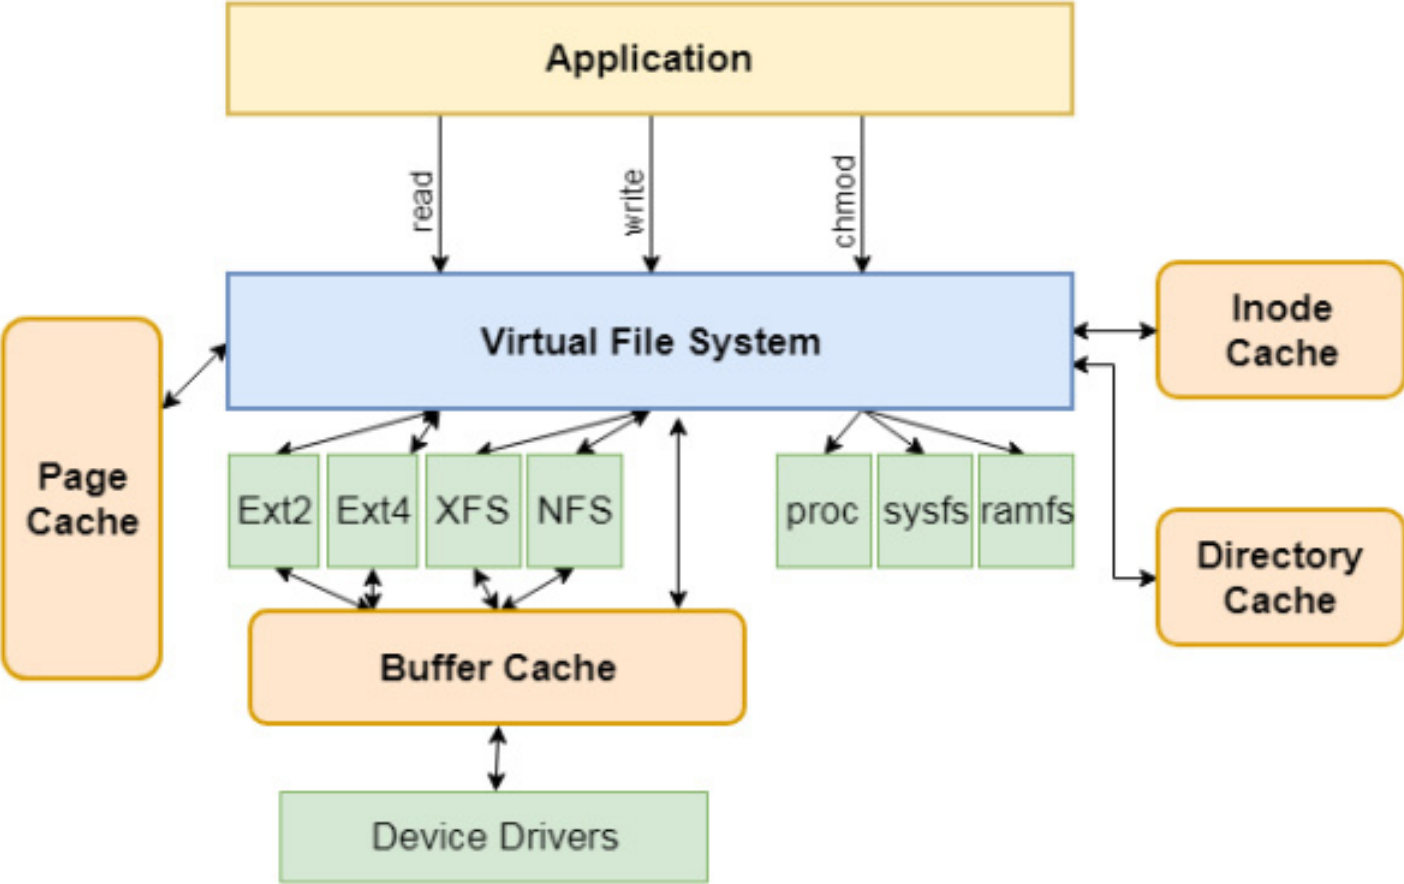 Application
read
write
chmod
Virtual File System
Inode
Cache
Page
Cache
Ext2
Ext4
XFS
NFS
proc
sysfs
ramfs
Directory
Cache
Buffer Cache
Device Drivers